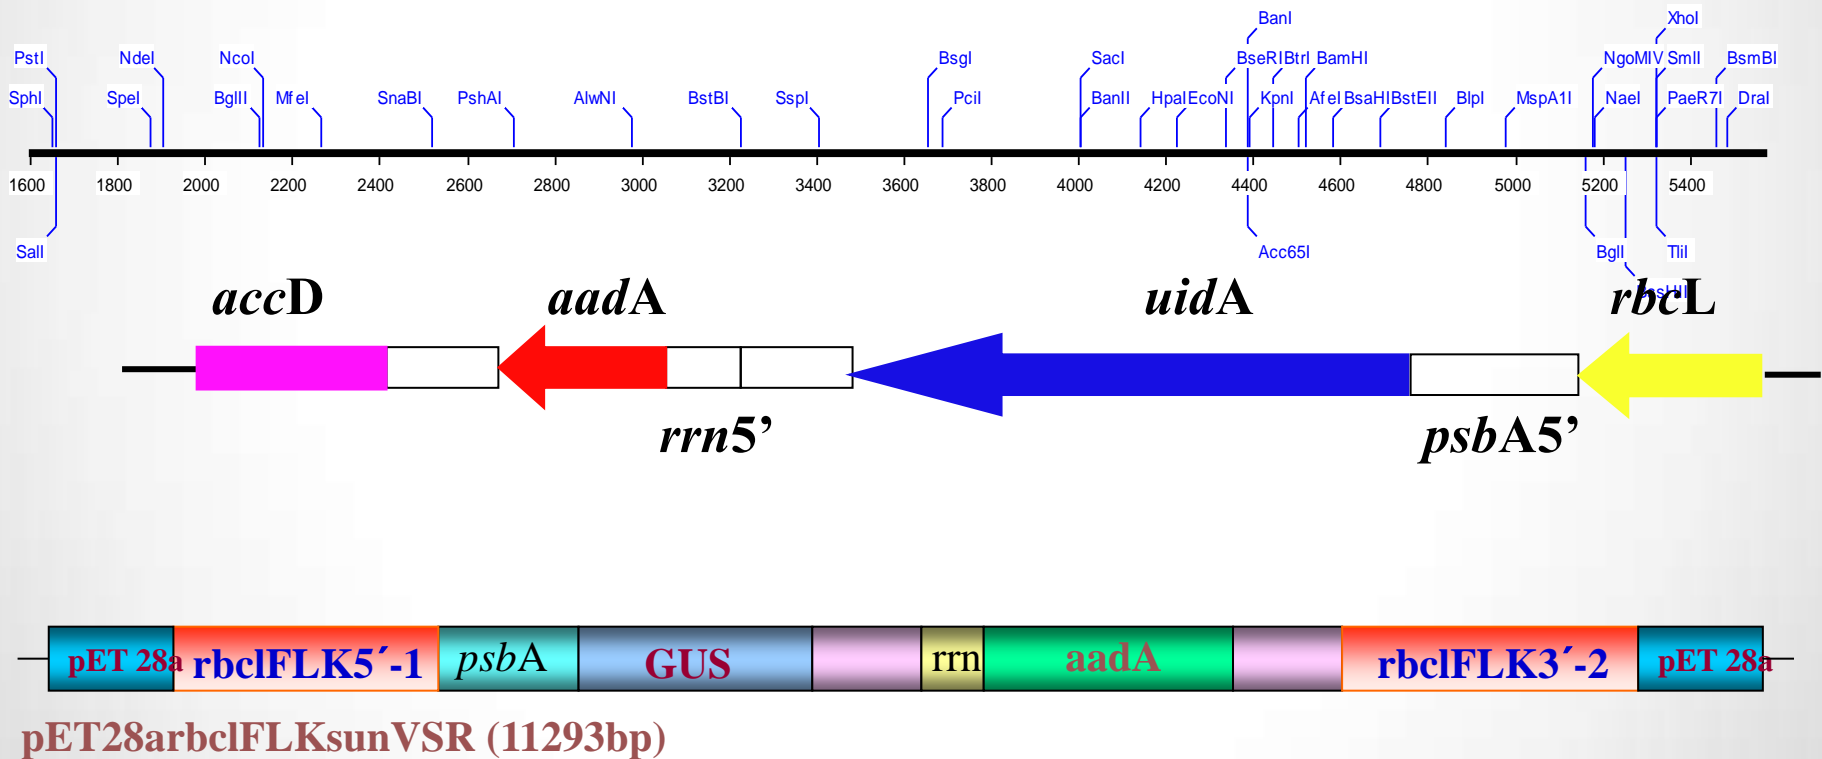 BanI XhoI
PstI NdeI NcoI BsgI SacI BseRI BtrI BamHI NgoMIV SmlI BsmBI
SphI SpeI BglII MfeI SnaBI PshAI AlwNI BstBI SspI PciI BanII HpaI EcoNI KpnI AfeI BsaHI BstEII BlpI MspA1I NaeI PaeR7I DraI
1600 1800 2000 2200 2400 2600 2800 3000 3200 3400 3600 3800 4000 4200 4400 4600 4800 5000 5200 5400
SalI Acc65I BglI TliI
accD aadA uidA rbcL
rrn5’ psbA5’
pET 28a rbclFLK5´-1 psbA GUS rrn aadA rbclFLK3´-2 pET 28a
pET28arbclFLKsunVSR (11293bp)